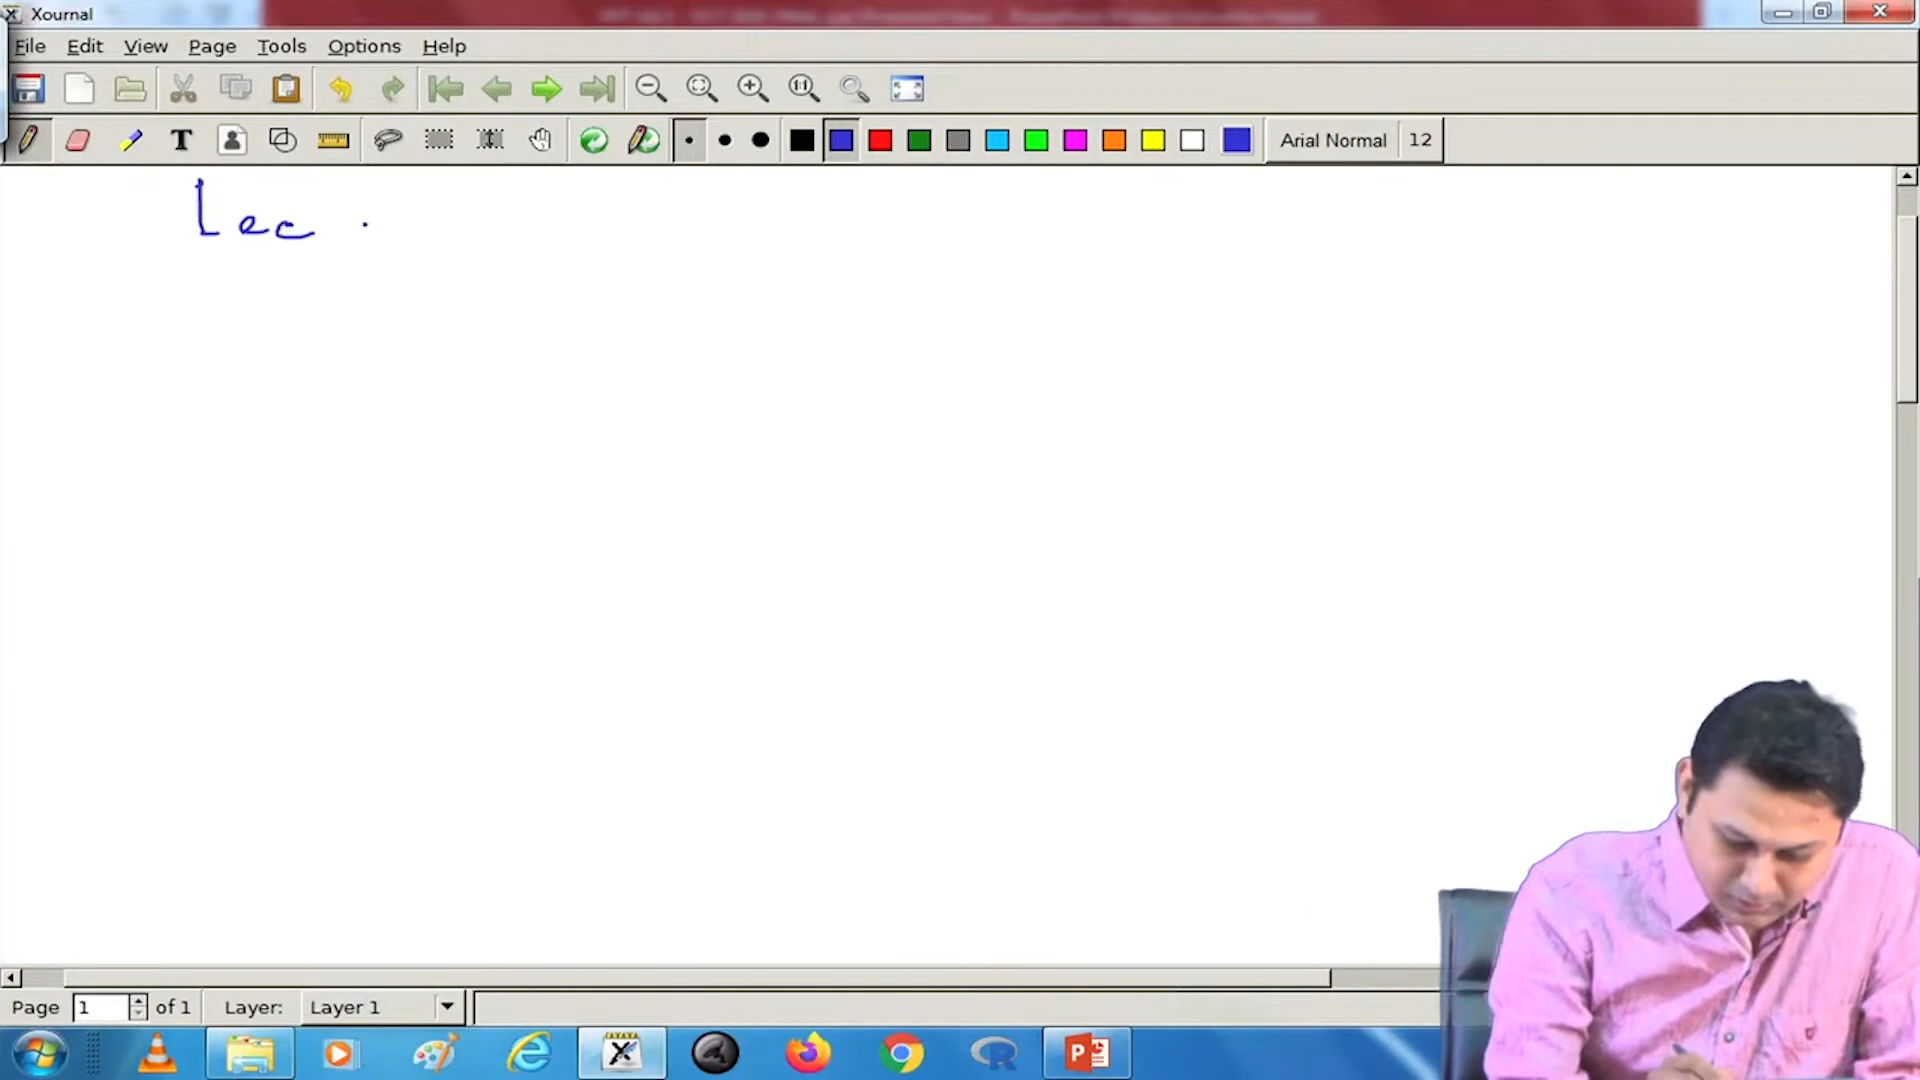 Xournal
File Edit View Page Tools Options Help
T Arial Normal 12
Lec .
Page 1 of 1 Layer: Layer 1